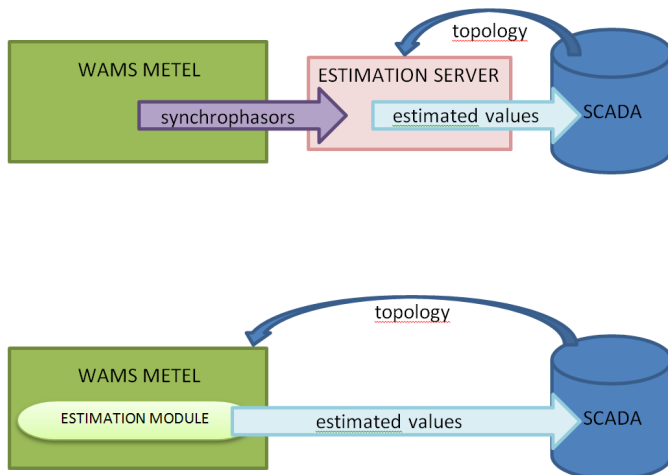 topology
WAMS METEL
ESTIMATION SERVER
synchrophasors
estimated values
SCADA
topology
WAMS METEL
ESTIMATION MODULE
estimated values
SCADA